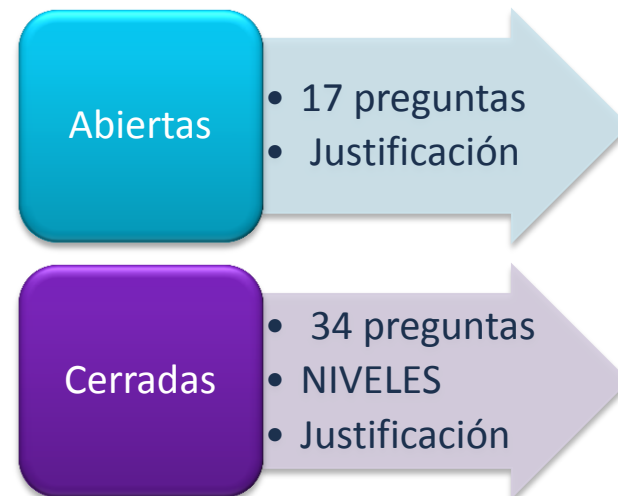 Abiertas
• 17 preguntas
• Justificación
Cerradas
• 34 preguntas
• NIVELES
• Justificación